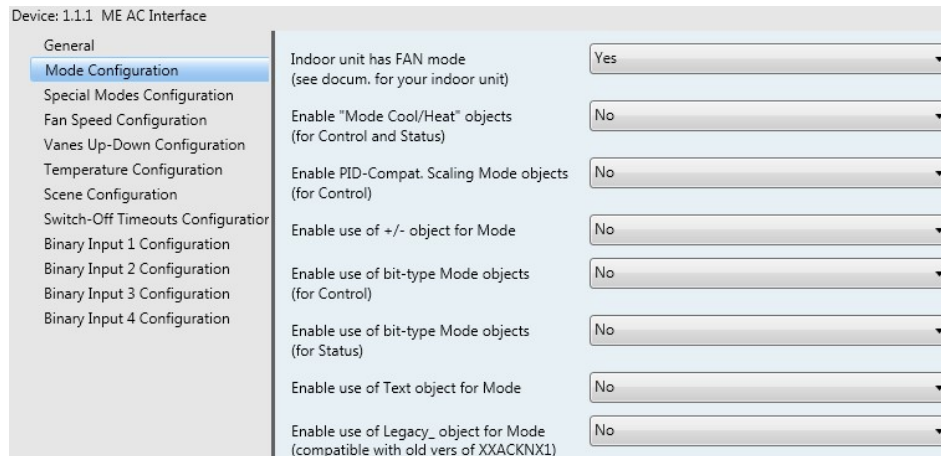 Device: 1.1.1 ME AC Interface
General
Mode Configuration
Special Modes Configuration
Fan Speed Configuration
Vanes Up-Down Configuration
Temperature Configuration
Scene Configuration
Switch-Off Timeouts Configuration
Binary Input 1 Configuration
Binary Input 2 Configuration
Binary Input 3 Configuration
Binary Input 4 Configuration
Indoor unit has FAN mode
(see docum. for your indoor unit)
Yes
Enable "Mode Cool/Heat" objects
(for Control and Status)
No
Enable PID-Compat. Scaling Mode objects
(for Control)
No
Enable use of +/- object for Mode
No
Enable use of bit-type Mode objects
(for Control)
No
Enable use of bit-type Mode objects
(for Status)
No
Enable use of Text object for Mode
No
Enable use of Legacy_ object for Mode
(compatible with old vers of XXACKNX1)
No